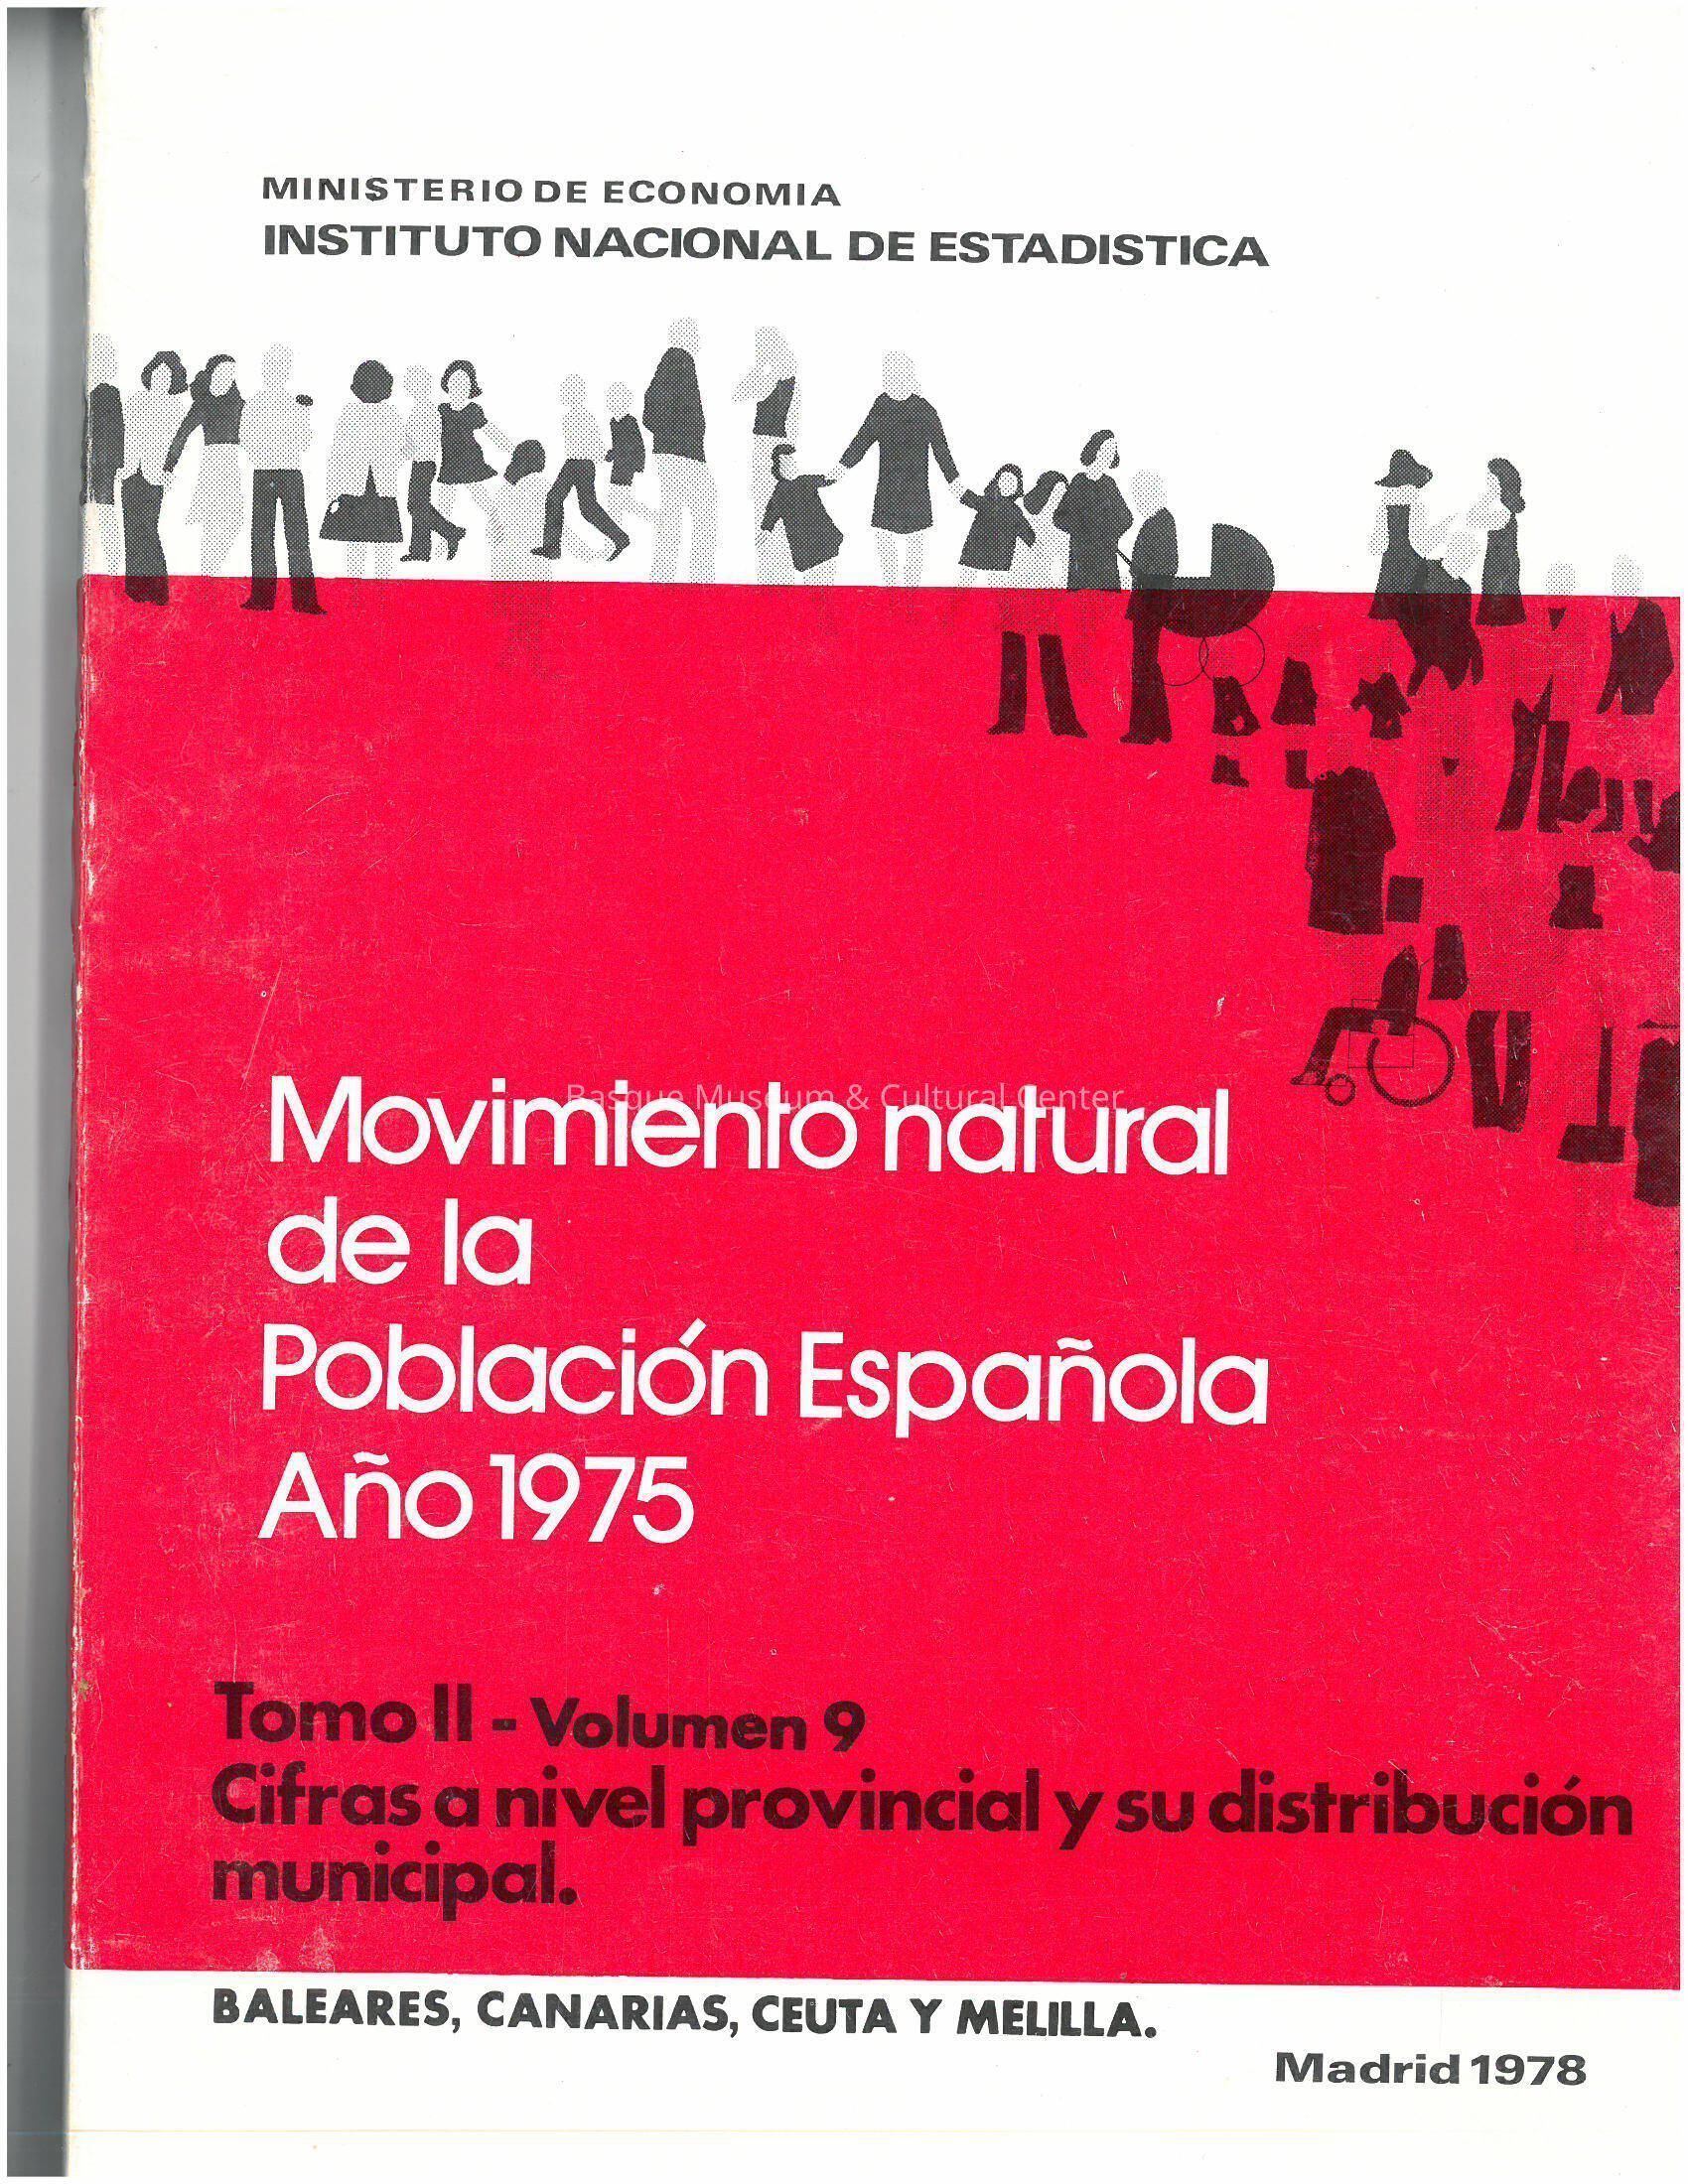 MINISTERIO DE ECONOMIA
INSTITUTO NACIONAL DE ESTADISTICA
Basque Museum & Cultural Center
Movimiento natural
de la
Población Española
Año 1975
Tomo II - Volumen 9
Cifras a nivel provincial y su distribución
municipal.
BALEARES, CANARIAS, CEUTA Y MELILLA.
Madrid 1978